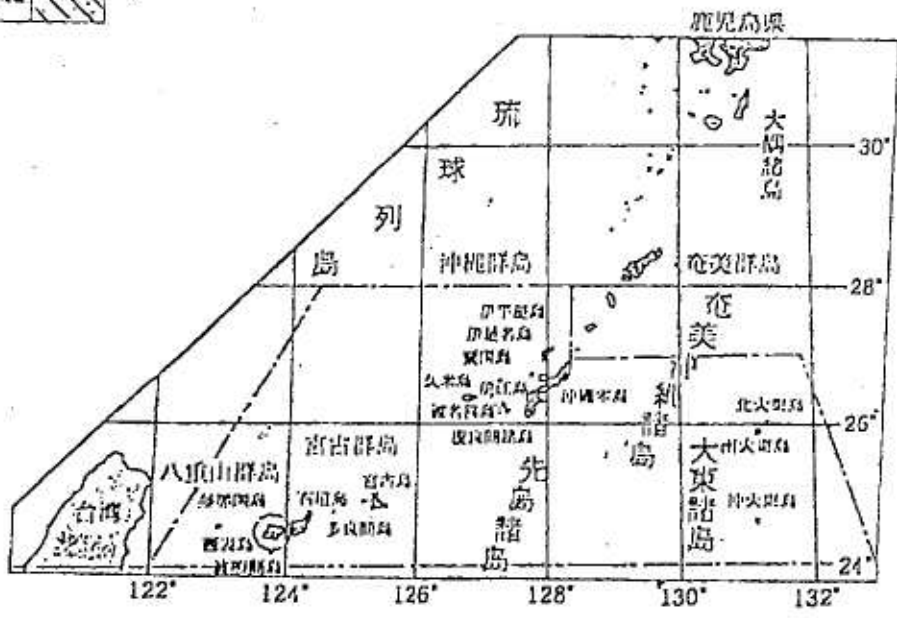 鹿児島県
琉
球
列
島
大隅諸島
30°
沖縄群島
奄美群島
28°
奄
美
伊平屋島
伊是名島
粟国島
久米島
伊江島
沖縄本島
渡名喜島
慶良間諸島
沖
縄
諸
島
北大東島
26°
南大東島
大東諸島
沖大東島
先島諸島
宮古群島
宮古島
八重山群島
与那国島
石垣島
多良間島
西表島
波照間島
台湾
24°
122°
124°
126°
128°
130°
132°